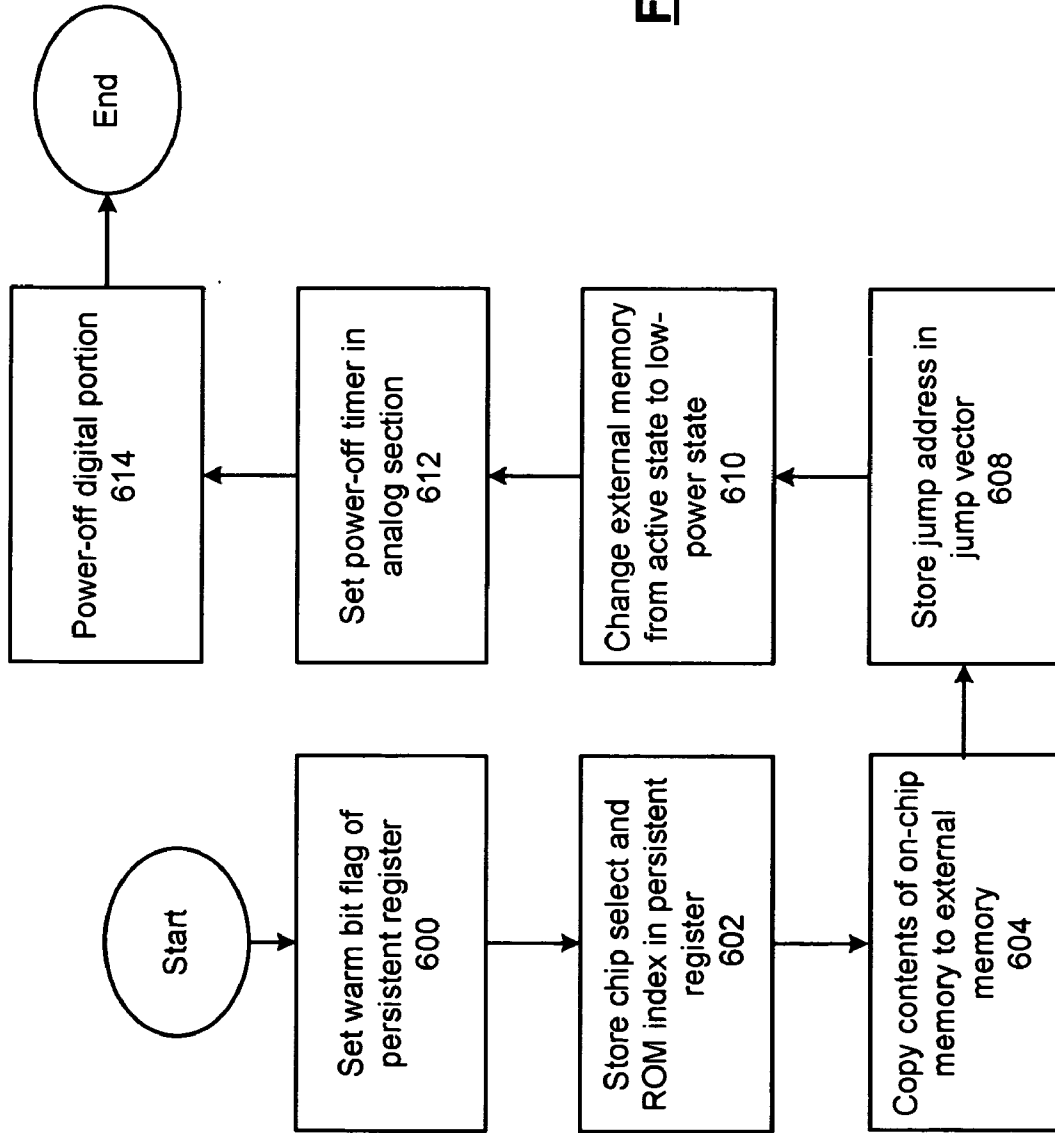 Start
Set warm bit flag of
persistent register
600
Store chip select and
ROM index in persistent
register
602
Copy contents of on-chip
memory to external
memory
604
Store jump address in
jump vector
608
Change external memory
from active state to low-
power state
610
Set power-off timer in
analog section
612
Power-off digital portion
614
End
F